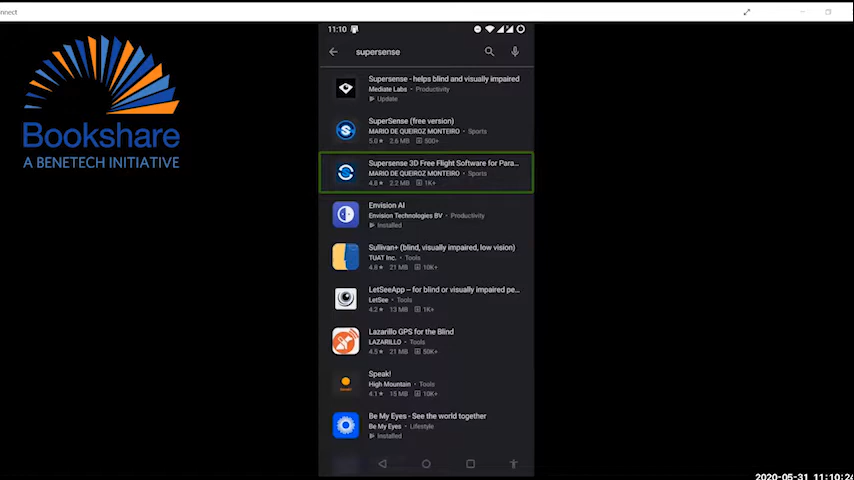 nnect
Bookshare
A BENETECH INITIATIVE
11:10
supersense
Supersense - helps blind and visually impaired
Mediate Labs • Productivity
Update
SuperSense (free version)
MARIO DE QUEIROZ MONTEIRO • Sports
5.0 ★ 2.6 MB 500+
Supersense 3D Free Flight Software for Para...
MARIO DE QUEIROZ MONTEIRO • Sports
4.8 ★ 2.2 MB 1K+
Envision AI
Envision Technologies BV • Productivity
Installed
Sullivan+ (blind, visually impaired, low vision)
TUAT Inc. • Tools
4.8 ★ 21 MB 10K+
LetSeeApp – for blind or visually impaired pe...
LetSee • Tools
4.2 ★ 13 MB 1K+
Lazarillo GPS for the Blind
LAZARILLO • Tools
4.5 ★ 21 MB 50K+
Speak!
High Mountain • Tools
4.1 ★ 15 MB 10K+
Be My Eyes - See the world together
Be My Eyes • Lifestyle
Installed
2020-05-31 11:10:24